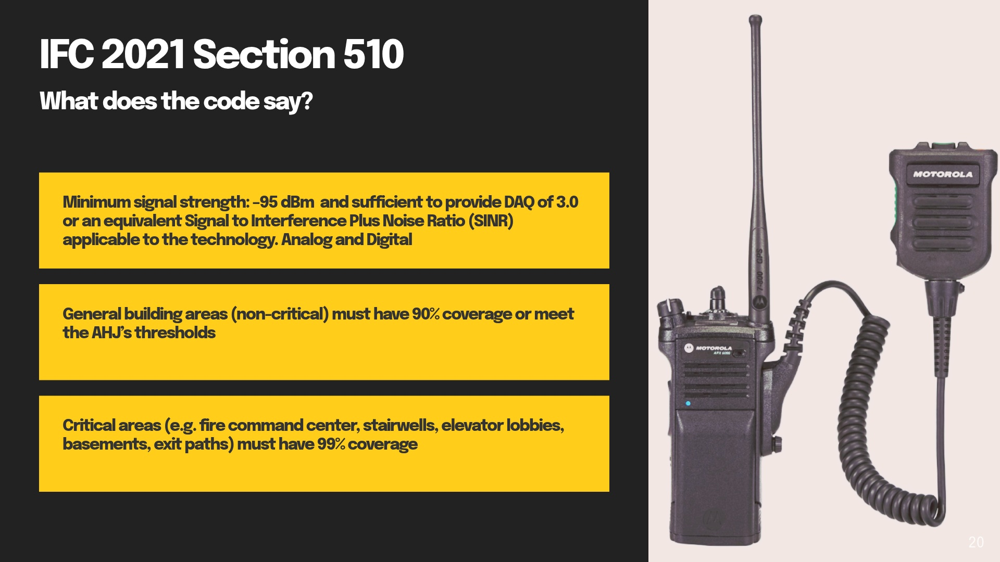 IFC 2021 Section 510
What does the code say?
Minimum signal strength: -95 dBm  and sufficient to provide DAQ of 3.0
or an equivalent Signal to Interference Plus Noise Ratio (SINR)
applicable to the technology. Analog and Digital
General building areas (non-critical) must have 90% coverage or meet
the AHJ’s thresholds
Critical areas (e.g. fire command center, stairwells, elevator lobbies,
basements, exit paths) must have 99% coverage
MOTOROLA
7-800 GPS
MOTOROLA
APX 6000
20